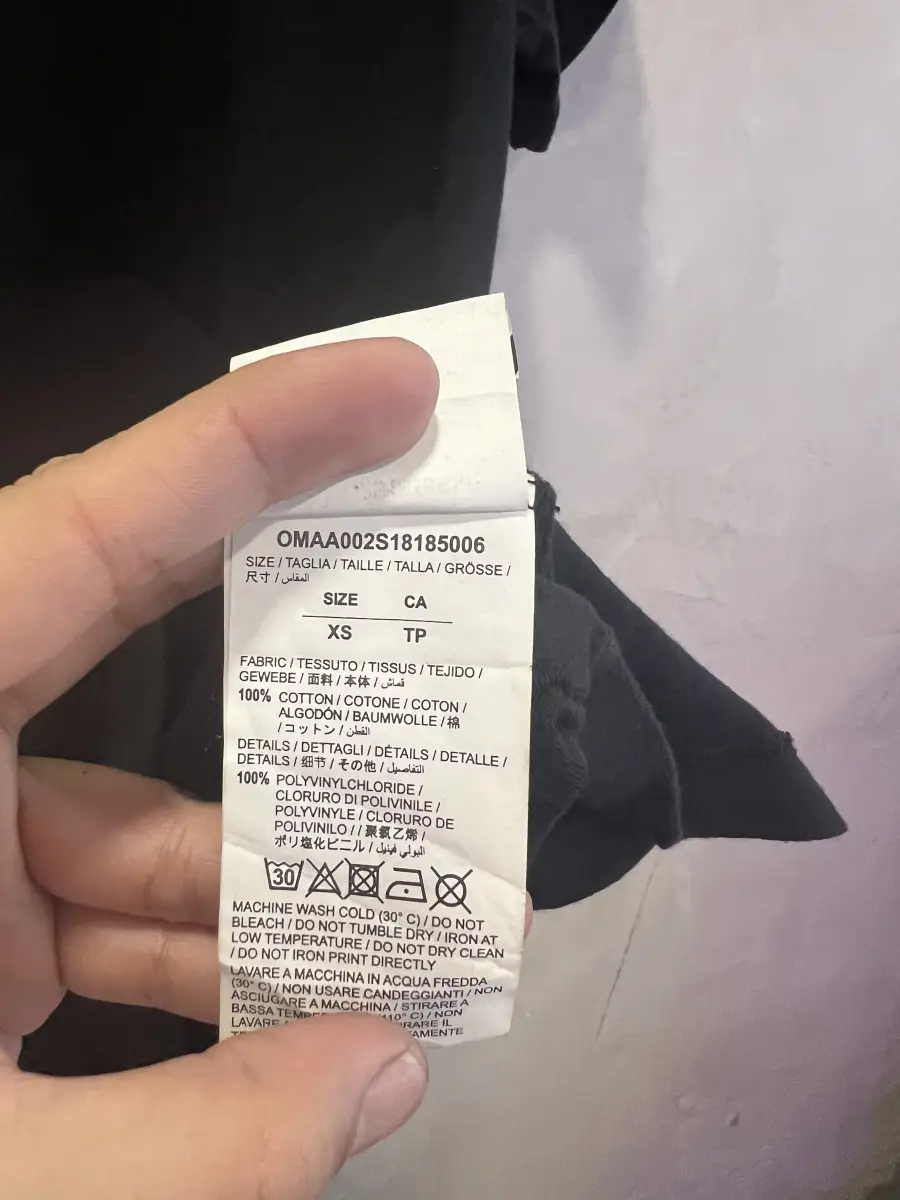 OMAA002S18185006
SIZE / TAGLIA / TAILLE / TALLA / GRÖSSE /
尺寸 / المقاس
SIZE CA
XS TP
FABRIC / TESSUTO / TISSUS / TEJIDO /
GEWEBE / 面料 / 本体 / قماش
100% COTTON / COTONE / COTON /
ALGODÓN / BAUMWOLLE / 棉
/ コットン / القطن
DETAILS / DETTAGLI / DÉTAILS / DETALLE /
DETAILS / 细节 / その他 / التفاصيل
100% POLYVINYLCHLORIDE /
CLORURO DI POLIVINILE /
POLYVINYLE / CLORURO DE
POLIVINILO / / 聚氯乙烯 /
ポリ塩化ビニル / البولي فينيل
30
MACHINE WASH COLD (30° C) / DO NOT
BLEACH / DO NOT TUMBLE DRY / IRON AT
LOW TEMPERATURE / DO NOT DRY CLEAN
/ DO NOT IRON PRINT DIRECTLY
LAVARE A MACCHINA IN ACQUA FREDDA
(30° C) / NON USARE CANDEGGIANTI / NON
ASCIUGARE A MACCHINA / STIRARE A
BASSA (110° C) / NON
LAVARE IL